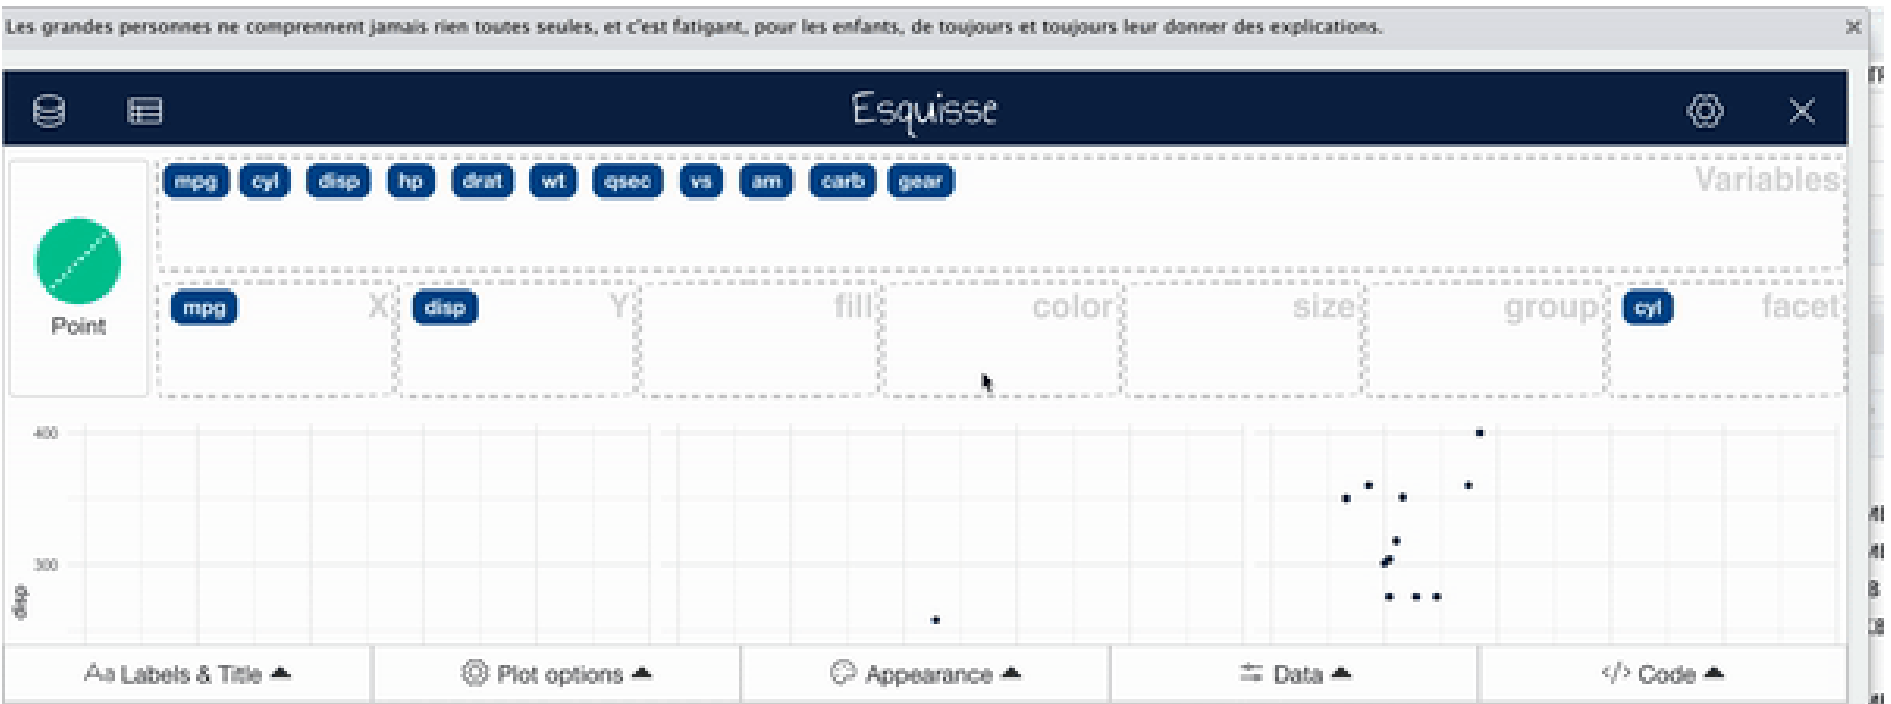 Les grandes personnes ne comprennent jamais rien toutes seules, et c'est fatigant, pour les enfants, de toujours et toujours leur donner des explications.
Esquisse
mpg cyl disp hp drat wt qsec vs am carb gear Variables
Point
mpg X disp Y fill color size group cyl facet
400
300
disp
Aa Labels & Title Plot options Appearance Data </> Code